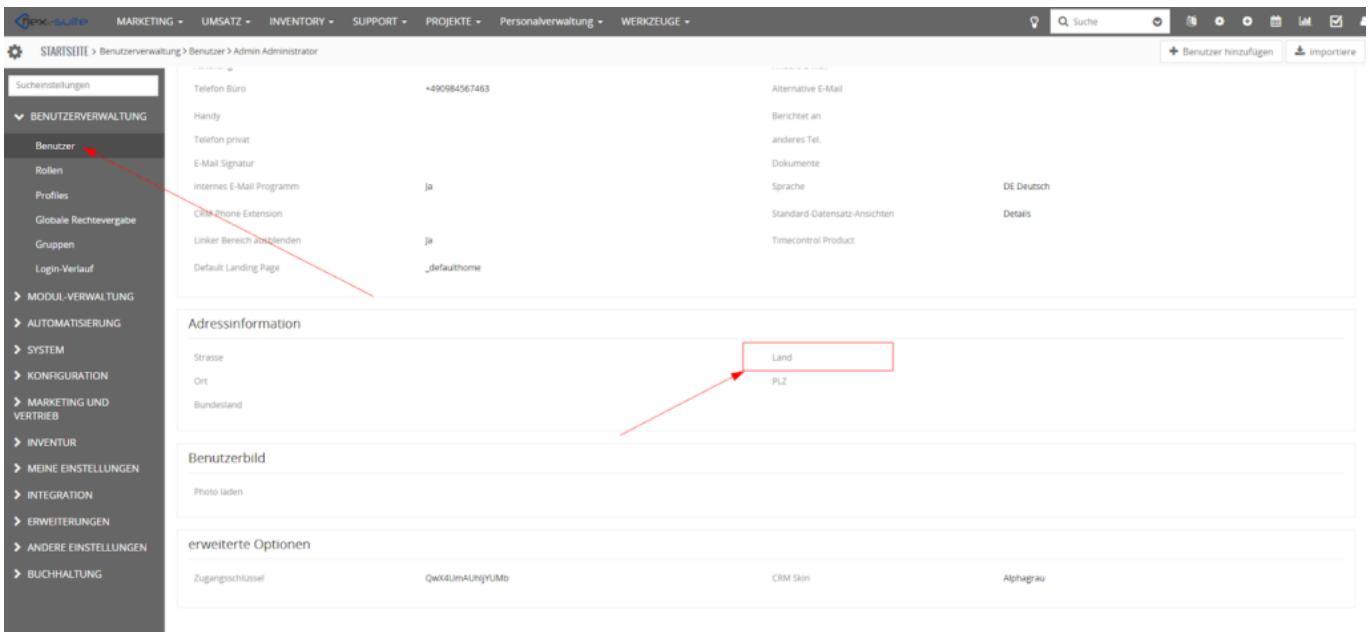 flex-suite MARKETING UMSATZ INVENTORY SUPPORT PROJEKTE Personalverwaltung WERKZEUGE Suche
STARTSEITE > Benutzerverwaltung > Benutzer > Admin Administrator + Benutzer hinzufügen importiere
Sucheinstellungen
BENUTZERVERWALTUNG
Benutzer
Rollen
Profiles
Globale Rechtevergabe
Gruppen
Login-Verlauf
MODUL-VERWALTUNG
AUTOMATISIERUNG
SYSTEM
KONFIGURATION
MARKETING UND
VERTRIEB
INVENTUR
MEINE EINSTELLUNGEN
INTEGRATION
ERWEITERUNGEN
ANDERE EINSTELLUNGEN
BUCHHALTUNG
Telefon Büro +490984567463 Alternative E-Mail
Handy Berichtet an
Telefon privat anderes Tel.
E-Mail Signatur Dokumente
internes E-Mail Programm Ja Sprache DE Deutsch
CRM Phone Extension Standard-Datensatz-Ansichten Details
Linker Bereich ausblenden Ja Timecontrol Product
Default Landing Page _defaulthome
Adressinformation
Strasse Land
Ort PLZ
Bundesland
Benutzerbild
Photo laden
erweiterte Optionen
Zugangsschlüssel CRM Skin Alphagrau